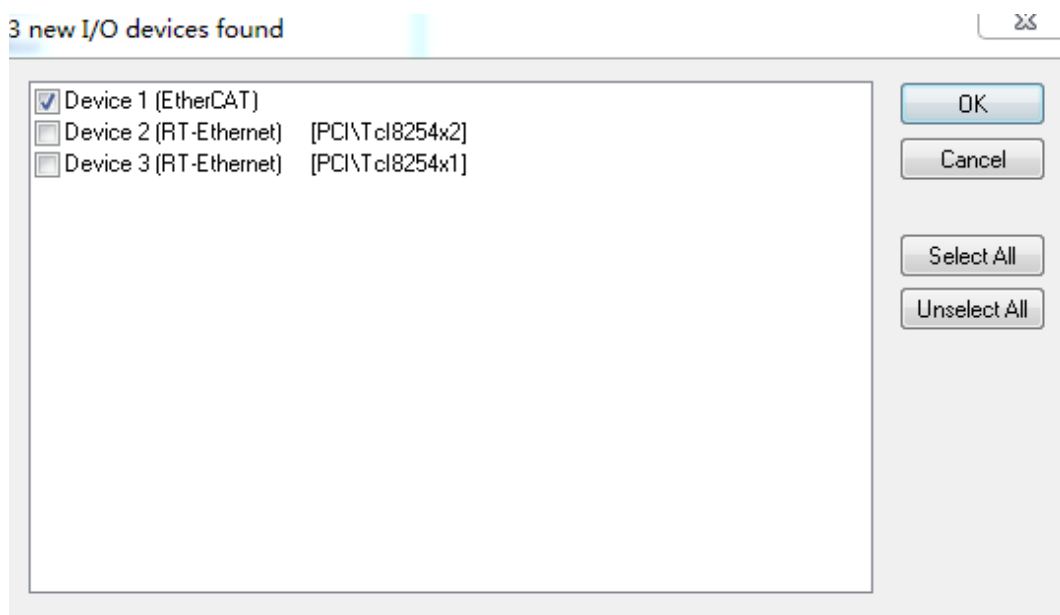 3 new I/O devices found
Device 1 (EtherCAT)
Device 2 (RT-Ethernet) [PCI\TcI8254x2]
Device 3 (RT-Ethernet) [PCI\TcI8254x1]
OK
Cancel
Select All
Unselect All